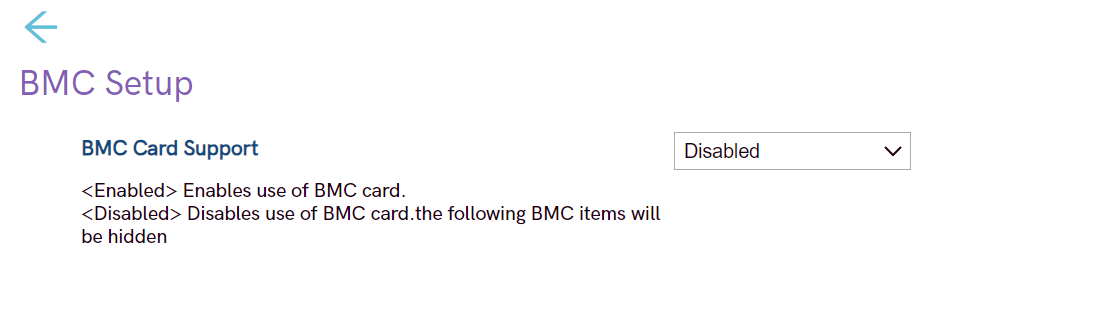 BMC Setup
BMC Card Support
Disabled
<Enabled> Enables use of BMC card.
<Disabled> Disables use of BMC card.the following BMC items will
be hidden